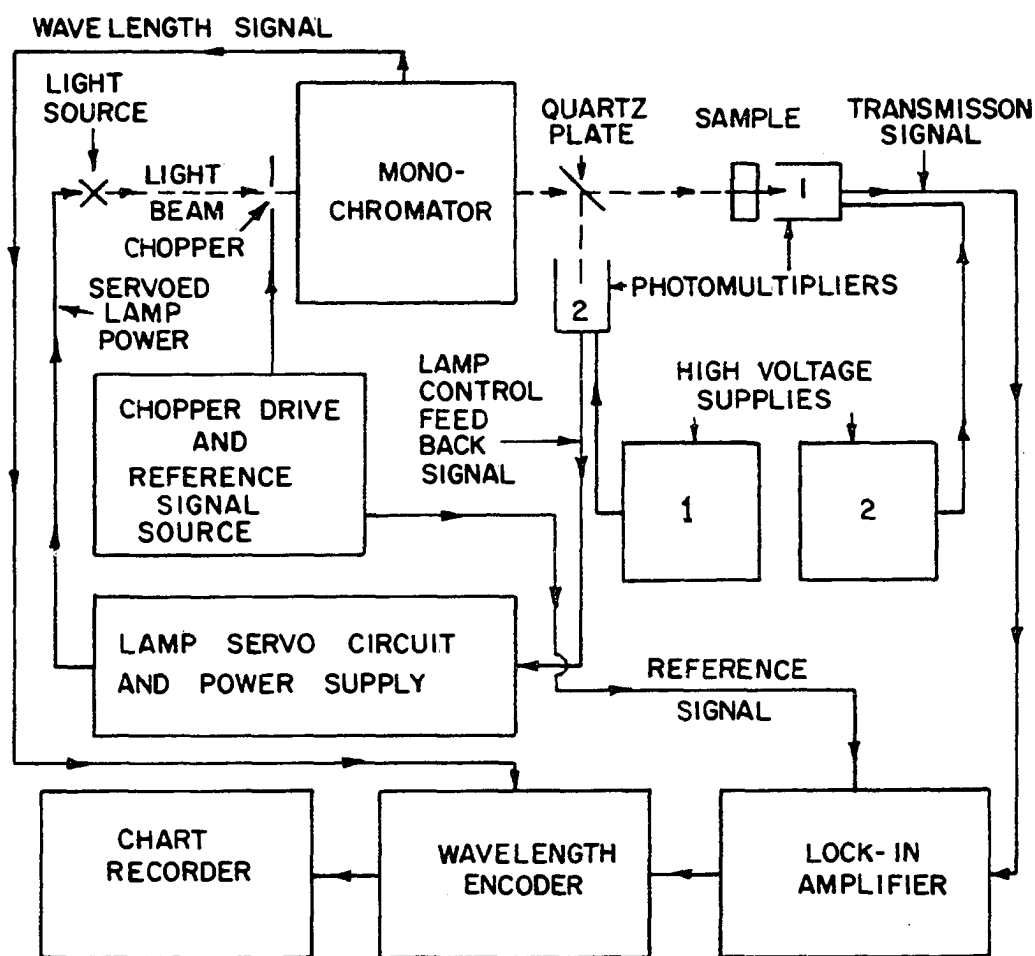 WAVELENGTH SIGNAL
LIGHT
SOURCE
LIGHT
BEAM
CHOPPER
MONO-
CHROMATOR
QUARTZ
PLATE
SAMPLE
TRANSMISSON
SIGNAL
1
PHOTOMULTIPLIERS
2
SERVOED
LAMP
POWER
CHOPPER DRIVE
AND
REFERENCE
SIGNAL
SOURCE
LAMP
CONTROL
FEED
BACK
SIGNAL
HIGH VOLTAGE
SUPPLIES
1
2
LAMP SERVO CIRCUIT
AND POWER SUPPLY
REFERENCE
SIGNAL
CHART
RECORDER
WAVELENGTH
ENCODER
LOCK-IN
AMPLIFIER